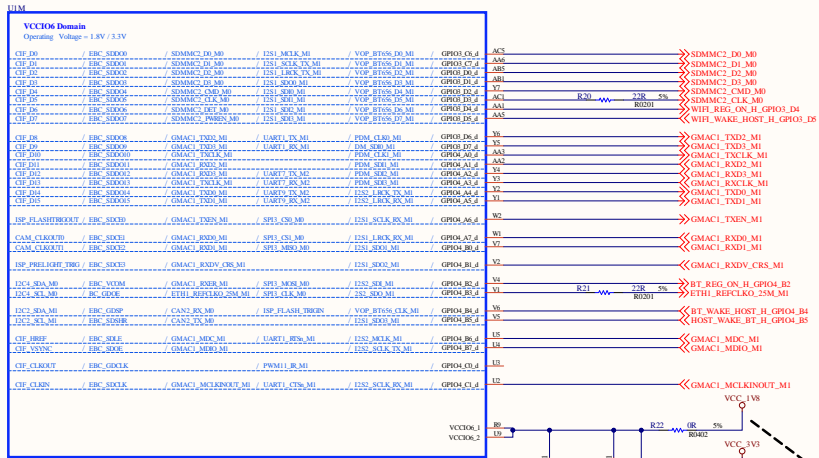 U1M
VCCIO6 Domain
Operating Voltage = 1.8V / 3.3V
CIF_D0 / EBC_SDDO0 / SDMMC2_D0_M0 / I2S1_MCLK_M1 / VOP_BT656_D0_M1 / GPIO3_C6_d AC5 SDMMC2_D0_M0
CIF_D1 / EBC_SDDO1 / SDMMC2_D1_M0 / I2S1_SCLK_TX_M1 / VOP_BT656_D1_M1 / GPIO3_C7_d AA6 SDMMC2_D1_M0
CIF_D2 / EBC_SDDO2 / SDMMC2_D2_M0 / I2S1_LRCK_TX_M1 / VOP_BT656_D2_M1 / GPIO3_D0_d AB5 SDMMC2_D2_M0
CIF_D3 / EBC_SDDO3 / SDMMC2_D3_M0 / I2S1_SDO0_M1 / VOP_BT656_D3_M1 / GPIO3_D1_d AB1 SDMMC2_D3_M0
CIF_D4 / EBC_SDDO4 / SDMMC2_CMD_M0 / I2S1_SDI0_M1 / VOP_BT656_D4_M1 / GPIO3_D2_d Y7 SDMMC2_CMD_M0
CIF_D5 / EBC_SDDO5 / SDMMC2_CLK_M0 / I2S1_SDI1_M1 / VOP_BT656_D5_M1 / GPIO3_D3_d AC1 R20 22R 5% R0201 SDMMC2_CLK_M0
CIF_D6 / EBC_SDDO6 / SDMMC2_DET_M0 / I2S1_SDI2_M1 / VOP_BT656_D6_M1 / GPIO3_D4_d AA1 WIFI_REG_ON_H_GPIO3_D4
CIF_D7 / EBC_SDDO7 / SDMMC2_PWREN_M0 / I2S1_SDI3_M1 / VOP_BT656_D7_M1 / GPIO3_D5_d AA5 WIFI_WAKE_HOST_H_GPIO3_D5
CIF_D8 / EBC_SDDO8 / GMAC1_TXD2_M1 / UART1_TX_M1 / PDM_CLK0_M1 / GPIO3_D6_d Y6 GMAC1_TXD2_M1
CIF_D9 / EBC_SDDO9 / GMAC1_TXD3_M1 / UART1_RX_M1 / DM_SDI0_M1 / GPIO3_D7_d Y5 GMAC1_TXD3_M1
CIF_D10 / EBC_SDDO10 / GMAC1_TXCLK_M1 / PDM_CLK1_M1 / GPIO4_A0_d AA3 GMAC1_TXCLK_M1
CIF_D11 / EBC_SDDO11 / GMAC1_RXD2_M1 / PDM_SDI1_M1 / GPIO4_A1_d AA2 GMAC1_RXD2_M1
CIF_D12 / EBC_SDDO12 / GMAC1_RXD3_M1 / UART7_TX_M2 / PDM_SDI2_M1 / GPIO4_A2_d Y4 GMAC1_RXD3_M1
CIF_D13 / EBC_SDDO13 / GMAC1_TXCLK_M1 / UART7_RX_M2 / PDM_SDI3_M1 / GPIO4_A3_d Y3 GMAC1_RXCLK_M1
CIF_D14 / EBC_SDDO14 / GMAC1_TXD0_M1 / UART9_TX_M2 / I2S2_LRCK_TX_M1 / GPIO4_A4_d Y2 GMAC1_TXD0_M1
CIF_D15 / EBC_SDDO15 / GMAC1_TXD1_M1 / UART9_RX_M2 / I2S2_LRCK_RX_M1 / GPIO4_A5_d Y1 GMAC1_TXD1_M1
ISP_FLASHTRIGOUT / EBC_SDCE0 / GMAC1_TXEN_M1 / SPI3_CS0_M0 / I2S1_SCLK_RX_M1 / GPIO4_A6_d W2 GMAC1_TXEN_M1
CAM_CLKOUT0 / EBC_SDCE1 / GMAC1_RXD0_M1 / SPI3_CS1_M0 / I2S1_LRCK_RX_M1 / GPIO4_A7_d W1 GMAC1_RXD0_M1
CAM_CLKOUT1 / EBC_SDCE2 / GMAC1_RXD1_M1 / SPI3_MISO_M0 / I2S1_SDO1_M1 / GPIO4_B0_d V7 GMAC1_RXD1_M1
ISP_PRELIGHT_TRIG / EBC_SDCE3 / GMAC1_RXDV_CRS_M1 / I2S1_SDO2_M1 / GPIO4_B1_d V2 GMAC1_RXDV_CRS_M1
I2C4_SDA_M0 / EBC_VCOM / GMAC1_RXER_M1 / SPI3_MOSI_M0 / I2S2_SDI_M1 / GPIO4_B2_d V4 BT_REG_ON_H_GPIO4_B2
I2C4_SCL_M0 / BC_GDOE / ETH1_REFCLKO_25M_M1 / SPI3_CLK_M0 / 2S2_SDO_M1 / GPIO4_B3_d V1 R21 22R 5% R0201 ETH1_REFCLKO_25M_M1
I2C2_SDA_M1 / EBC_GDSP / CAN2_RX_M0 / ISP_FLASH_TRIGIN / VOP_BT656_CLK_M1 / GPIO4_B4_d V6 BT_WAKE_HOST_H_GPIO4_B4
I2C2_SCL_M1 / EBC_SDSHR / CAN2_TX_M0 / I2S1_SDO3_M1 / GPIO4_B5_d V5 HOST_WAKE_BT_H_GPIO4_B5
CIF_HREF / EBC_SDLE / GMAC1_MDC_M1 / UART1_RTSn_M1 / I2S2_MCLK_M1 / GPIO4_B6_d U5 GMAC1_MDC_M1
CIF_VSYNC / EBC_SDOE / GMAC1_MDIO_M1 / I2S2_SCLK_TX_M1 / GPIO4_B7_d U4 GMAC1_MDIO_M1
CIF_CLKOUT / EBC_GDCLK / PWM11_IR_M1 / GPIO4_C0_d U3
CIF_CLKIN / EBC_SDCLK / GMAC1_MCLKINOUT_M1 / UART1_CTSn_M1 / I2S2_SCLK_RX_M1 / GPIO4_C1_d U2 GMAC1_MCLKINOUT_M1
VCC_1V8
VCCIO6_1 R9 R22 0R 5%
VCCIO6_2 U9 R0402
VCC_3V3